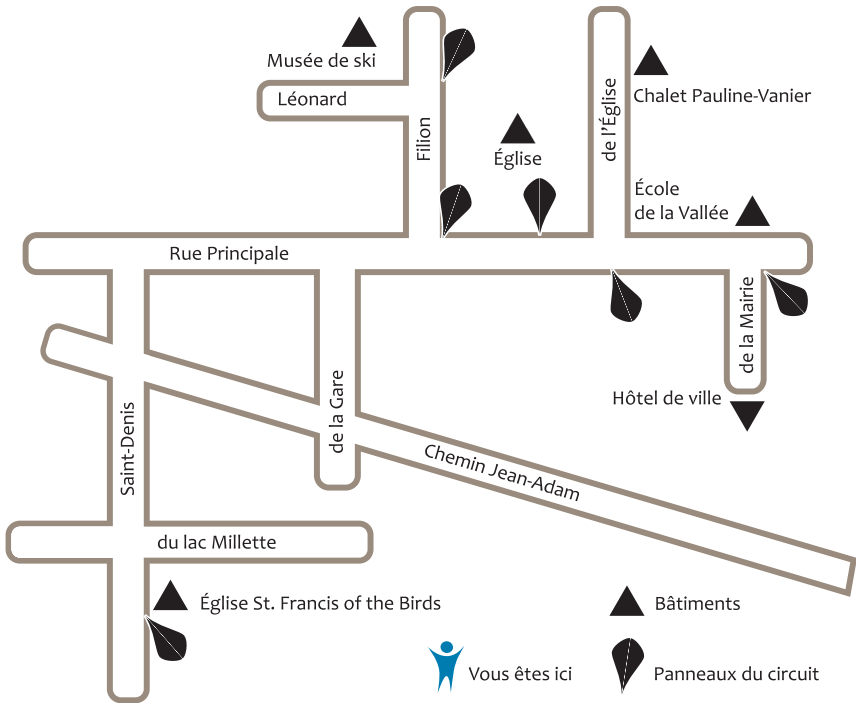 Musée de ski
Léonard
Filion
de l'Église
Chalet Pauline-Vanier
Église
École
de la Vallée
Rue Principale
de la Mairie
Hôtel de ville
de la Gare
Saint-Denis
Chemin Jean-Adam
du lac Millette
Église St. Francis of the Birds
Bâtiments
Vous êtes ici
Panneaux du circuit